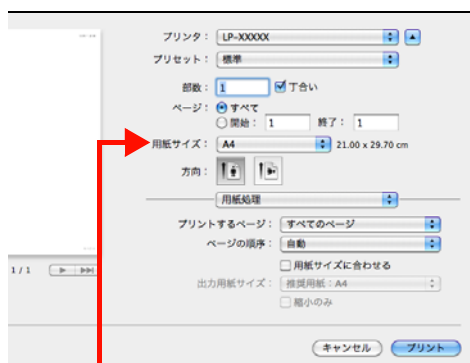 プリンタ： LP-XXXXX
プリセット： 標準
部数： 1 丁合い
ページ： すべて
開始： 1 終了： 1
用紙サイズ： A4 21.00 x 29.70 cm
方向：
用紙処理
プリントするページ： すべてのページ
ページの順序： 自動
用紙サイズに合わせる
1 / 1
出力用紙サイズ： 推奨用紙：A4
縮小のみ
キャンセル プリント